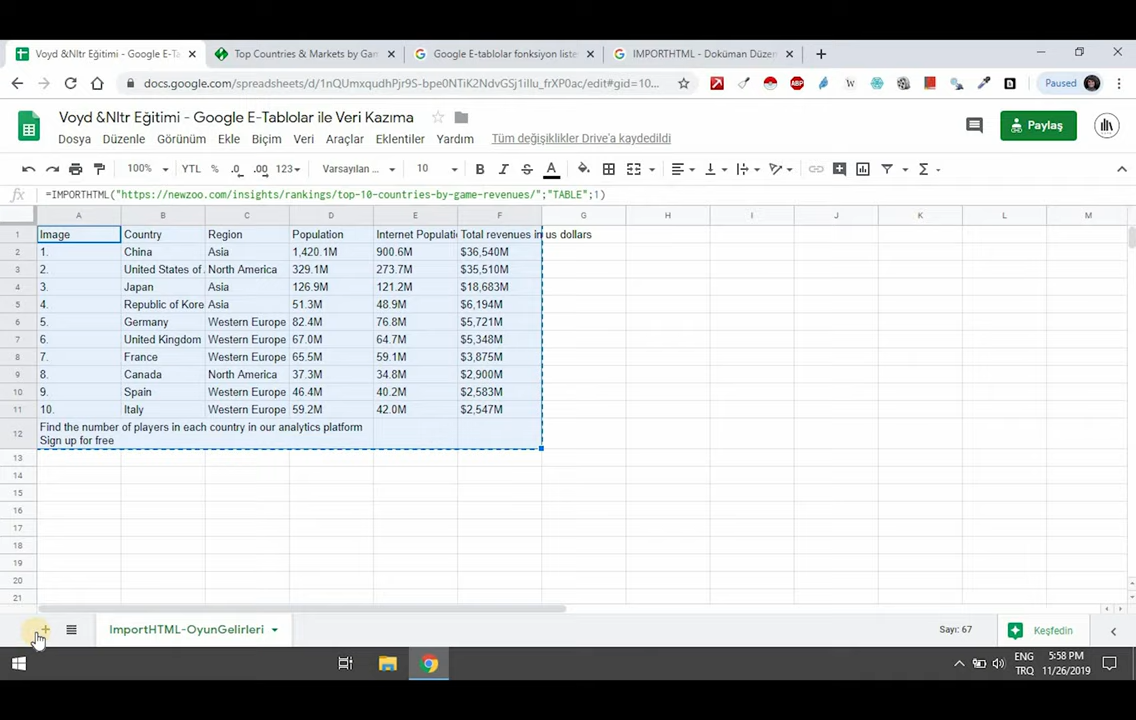 Voyd &Nltr Eğitimi - Google E-Ta
Top Countries & Markets by Gam
Google E-tablolar fonksiyon liste
IMPORTHTML - Doküman Düzen
docs.google.com/spreadsheets/d/1nQUmxqudhPjr9S-bpe0NTiK2NdvGSj1iIlu_frXP0ac/edit#gid=10...
Paused
Voyd &Nltr Eğitimi - Google E-Tablolar ile Veri Kazıma
Paylaş
Dosya Düzenle Görünüm Ekle Biçim Veri Araçlar Eklentiler Yardım Tüm değişiklikler Drive'a kaydedildi
100% YTL % .0 .00 123 Varsayılan... 10 B I S A Σ
fx =IMPORTHTML("https://newzoo.com/insights/rankings/top-10-countries-by-game-revenues/";"TABLE";1)
A B C D E F G H I J K L M
1 Image Country Region Population Internet Populati Total revenues in us dollars
2 1. China Asia 1,420.1M 900.6M $36,540M
3 2. United States of North America 329.1M 273.7M $35,510M
4 3. Japan Asia 126.9M 121.2M $18,683M
5 4. Republic of Kore Asia 51.3M 48.9M $6,194M
6 5. Germany Western Europe 82.4M 76.8M $5,721M
7 6. United Kingdom Western Europe 67.0M 64.7M $5,348M
8 7. France Western Europe 65.5M 59.1M $3,875M
9 8. Canada North America 37.3M 34.8M $2,900M
10 9. Spain Western Europe 46.4M 40.2M $2,583M
11 10. Italy Western Europe 59.2M 42.0M $2,547M
12 Find the number of players in each country in our analytics platform
Sign up for free
13
14
15
16
17
18
19
20
21
ImportHTML-OyunGelirleri
Sayı: 67
Keşfedin
ENG 5:58 PM
TRQ 11/26/2019